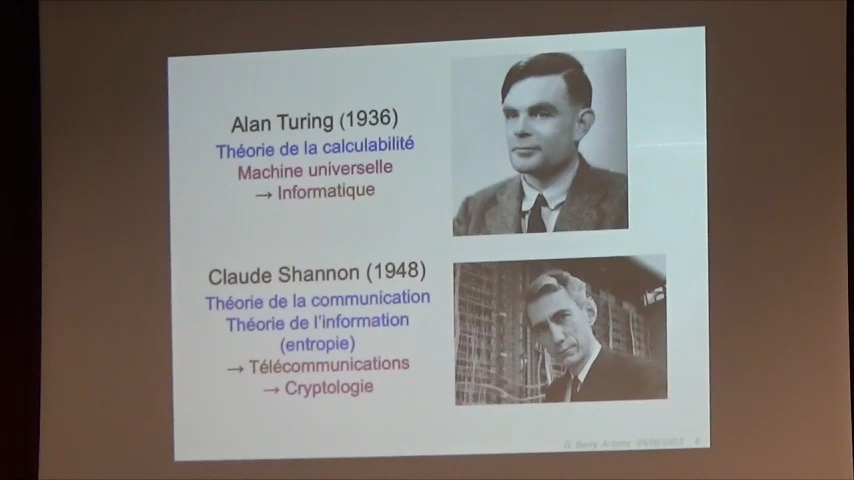 Alan Turing (1936)
Théorie de la calculabilité
Machine universelle
→ Informatique
Claude Shannon (1948)
Théorie de la communication
Théorie de l'information
(entropie)
→ Télécommunications
→ Cryptologie
G. Berry